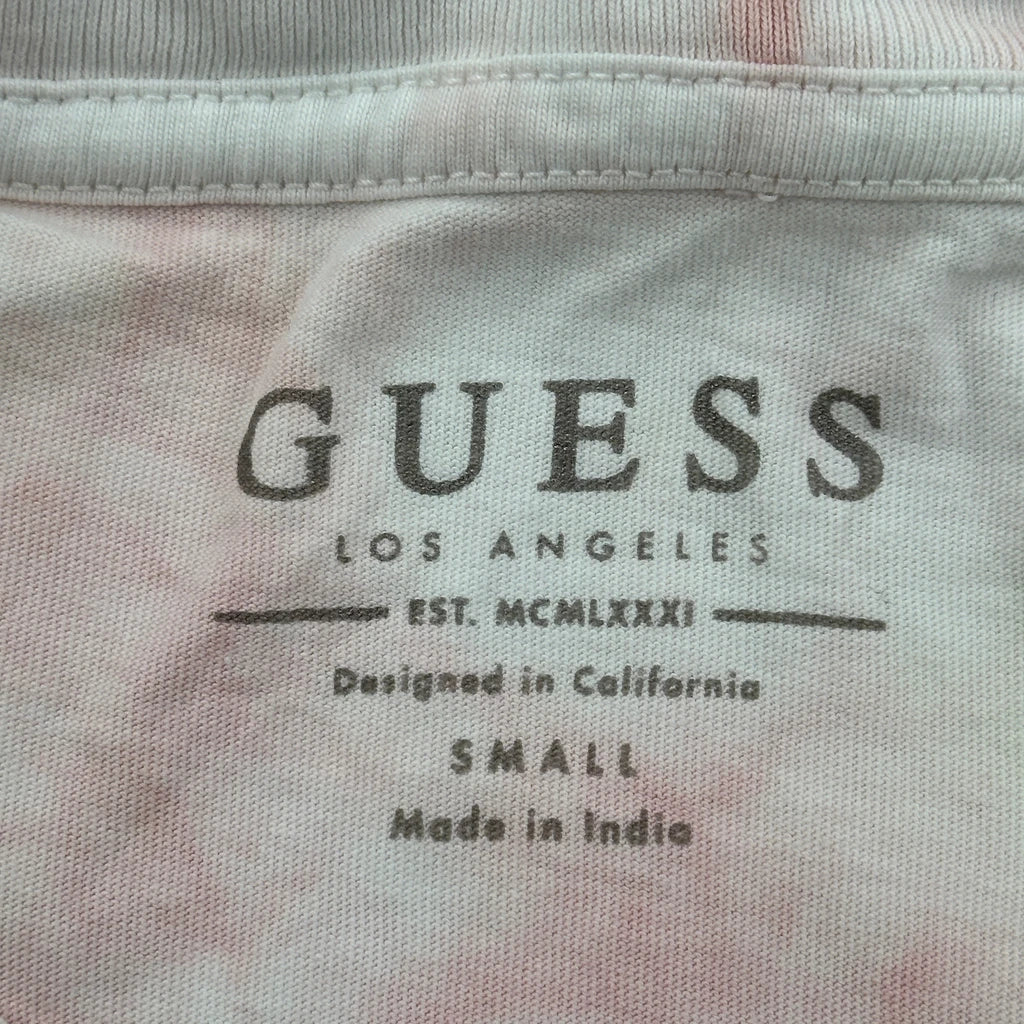 GUESS
LOS ANGELES
EST. MCMLXXXI
Designed in California
SMALL
Made in India